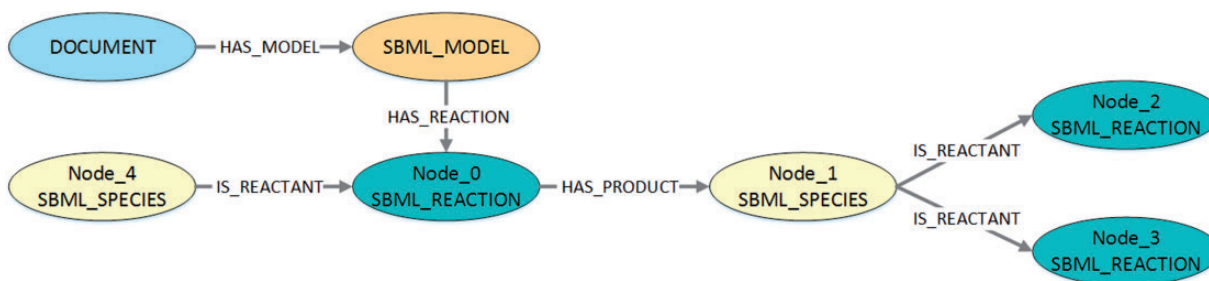 DOCUMENT
HAS_MODEL
SBML_MODEL
HAS_REACTION
Node_2
SBML_REACTION
IS_REACTANT
Node_4
SBML_SPECIES
IS_REACTANT
Node_0
SBML_REACTION
HAS_PRODUCT
Node_1
SBML_SPECIES
IS_REACTANT
Node_3
SBML_REACTION